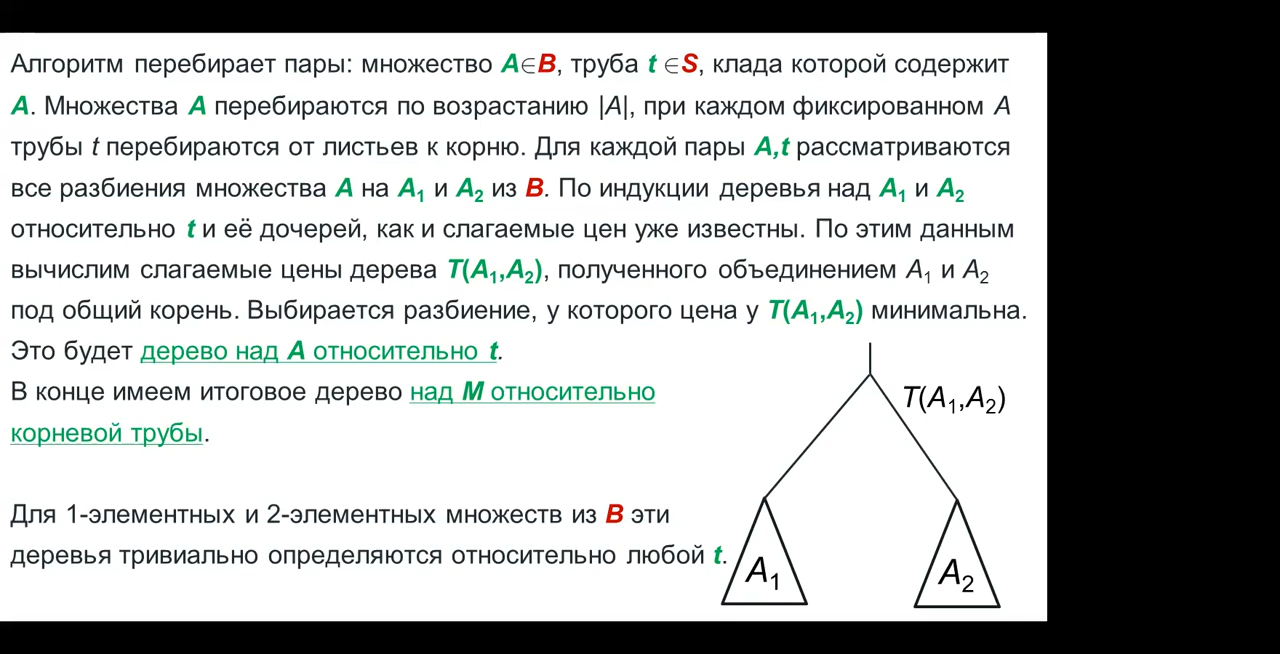 Алгоритм перебирает пары: множество A∈B, труба t ∈S, клада которой содержит
A. Множества A перебираются по возрастанию |A|, при каждом фиксированном A
трубы t перебираются от листьев к корню. Для каждой пары A,t рассматриваются
все разбиения множества A на A₁ и A₂ из B. По индукции деревья над A₁ и A₂
относительно t и её дочерей, как и слагаемые цен уже известны. По этим данным
вычислим слагаемые цены дерева T(A₁,A₂), полученного объединением A₁ и A₂
под общий корень. Выбирается разбиение, у которого цена у T(A₁,A₂) минимальна.
Это будет дерево над A относительно t.
В конце имеем итоговое дерево над M относительно
корневой трубы.
T(A₁,A₂)
Для 1-элементных и 2-элементных множеств из B эти
деревья тривиально определяются относительно любой t.
A₁
A₂